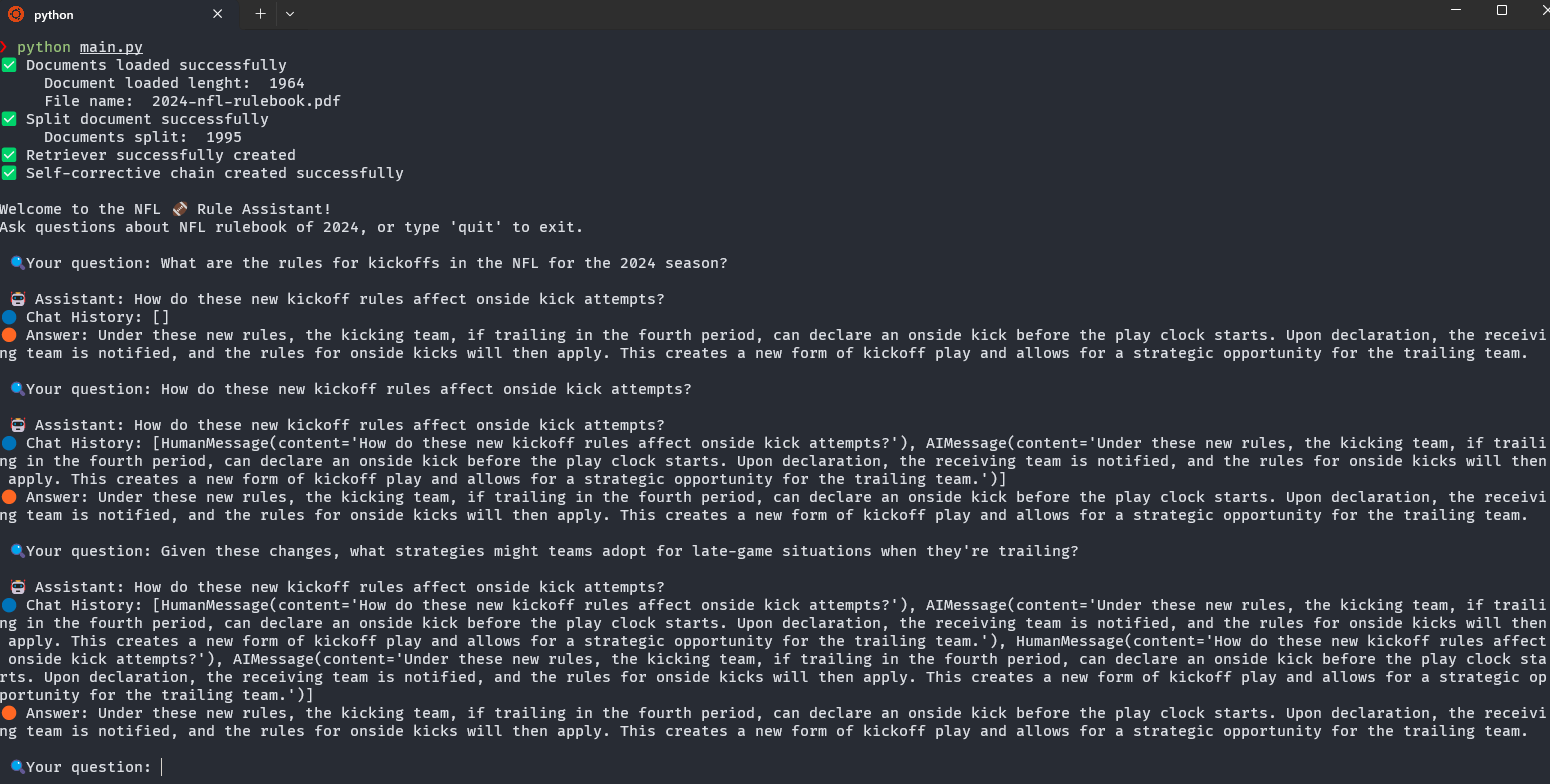 python
❯ python main.py
✅ Documents loaded successfully
Document loaded lenght:  1964
File name:  2024-nfl-rulebook.pdf
✅ Split document successfully
Documents split:  1995
✅ Retriever successfully created
✅ Self-corrective chain created successfully
Welcome to the NFL 🏈 Rule Assistant!
Ask questions about NFL rulebook of 2024, or type 'quit' to exit.
🔍Your question: What are the rules for kickoffs in the NFL for the 2024 season?
🤖 Assistant: How do these new kickoff rules affect onside kick attempts?
🔵 Chat History: []
🟠 Answer: Under these new rules, the kicking team, if trailing in the fourth period, can declare an onside kick before the play clock starts. Upon declaration, the receivi
ng team is notified, and the rules for onside kicks will then apply. This creates a new form of kickoff play and allows for a strategic opportunity for the trailing team.
🔍Your question: How do these new kickoff rules affect onside kick attempts?
🤖 Assistant: How do these new kickoff rules affect onside kick attempts?
🔵 Chat History: [HumanMessage(content='How do these new kickoff rules affect onside kick attempts?'), AIMessage(content='Under these new rules, the kicking team, if traili
ng in the fourth period, can declare an onside kick before the play clock starts. Upon declaration, the receiving team is notified, and the rules for onside kicks will then
apply. This creates a new form of kickoff play and allows for a strategic opportunity for the trailing team.')]
🟠 Answer: Under these new rules, the kicking team, if trailing in the fourth period, can declare an onside kick before the play clock starts. Upon declaration, the receivi
ng team is notified, and the rules for onside kicks will then apply. This creates a new form of kickoff play and allows for a strategic opportunity for the trailing team.
🔍Your question: Given these changes, what strategies might teams adopt for late-game situations when they're trailing?
🤖 Assistant: How do these new kickoff rules affect onside kick attempts?
🔵 Chat History: [HumanMessage(content='How do these new kickoff rules affect onside kick attempts?'), AIMessage(content='Under these new rules, the kicking team, if traili
ng in the fourth period, can declare an onside kick before the play clock starts. Upon declaration, the receiving team is notified, and the rules for onside kicks will then
apply. This creates a new form of kickoff play and allows for a strategic opportunity for the trailing team.'), HumanMessage(content='How do these new kickoff rules affect
onside kick attempts?'), AIMessage(content='Under these new rules, the kicking team, if trailing in the fourth period, can declare an onside kick before the play clock sta
rts. Upon declaration, the receiving team is notified, and the rules for onside kicks will then apply. This creates a new form of kickoff play and allows for a strategic op
portunity for the trailing team.')]
🟠 Answer: Under these new rules, the kicking team, if trailing in the fourth period, can declare an onside kick before the play clock starts. Upon declaration, the receivi
ng team is notified, and the rules for onside kicks will then apply. This creates a new form of kickoff play and allows for a strategic opportunity for the trailing team.
🔍Your question: